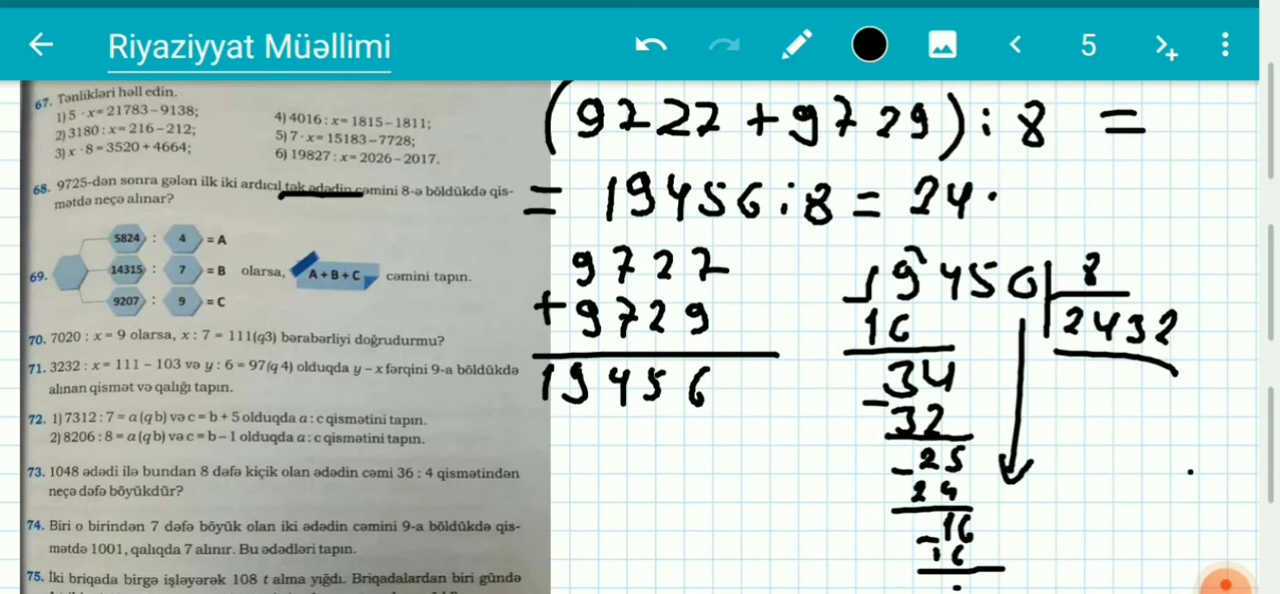 Riyaziyyat Müəllimi
5
67. Tənlikləri həll edin.
1) 5 · x = 21783 – 9138;
2) 3180 : x = 216 – 212;
3) x · 8 = 3520 + 4664;
4) 4016 : x = 1815 – 1811;
5) 7 · x = 15183 – 7728;
6) 19827 : x = 2026 – 2017.
68. 9725-dən sonra gələn ilk iki ardıcıl tək ədədin cəmini 8-ə böldükdə qis-
mətdə neçə alınar?
5824 : 4 = A
69. 14315 : 7 = B olarsa, A + B + C cəmini tapın.
9207 : 9 = C
70. 7020 : x = 9 olarsa, x : 7 = 111(q3) bərabərliyi doğrudurmu?
71. 3232 : x = 111 – 103 və y : 6 = 97(q 4) olduqda y – x fərqini 9-a böldükdə
alınan qismət və qalığı tapın.
72. 1) 7312 : 7 = a (q b) və c = b + 5 olduqda a : c qismətini tapın.
2) 8206 : 8 = a (q b) və c = b – 1 olduqda a : c qismətini tapın.
73. 1048 ədədi ilə bundan 8 dəfə kiçik olan ədədin cəmi 36 : 4 qismətindən
neçə dəfə böyükdür?
74. Biri o birindən 7 dəfə böyük olan iki ədədin cəmini 9-a böldükdə qis-
mətdə 1001, qalıqda 7 alınır. Bu ədədləri tapın.
75. İki briqada birgə işləyərək 108 t alma yığdı. Briqadalardan biri gündə
(9727 + 9729) : 8 =
= 19456 : 8 = 24
9727
+ 9729
19456
19456 8
16 2432
34
– 32
– 25
24
– 16
16